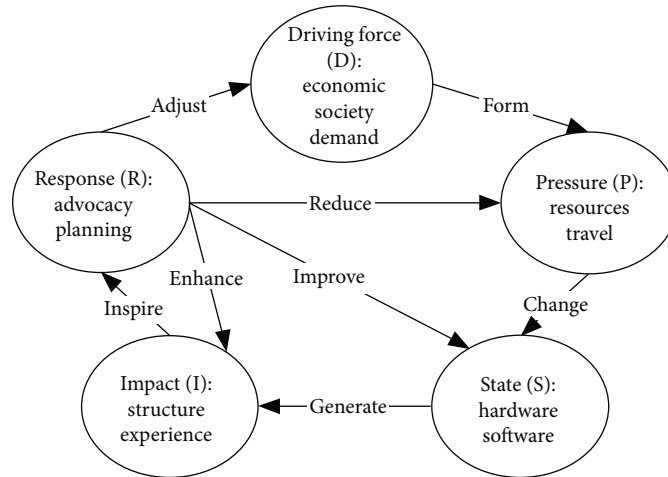 Driving force
(D):
economic
society
demand
Adjust
Form
Response (R):
advocacy
planning
Reduce
Pressure (P):
resources
travel
Enhance
Improve
Inspire
Change
Impact (I):
structure
experience
Generate
State (S):
hardware
software